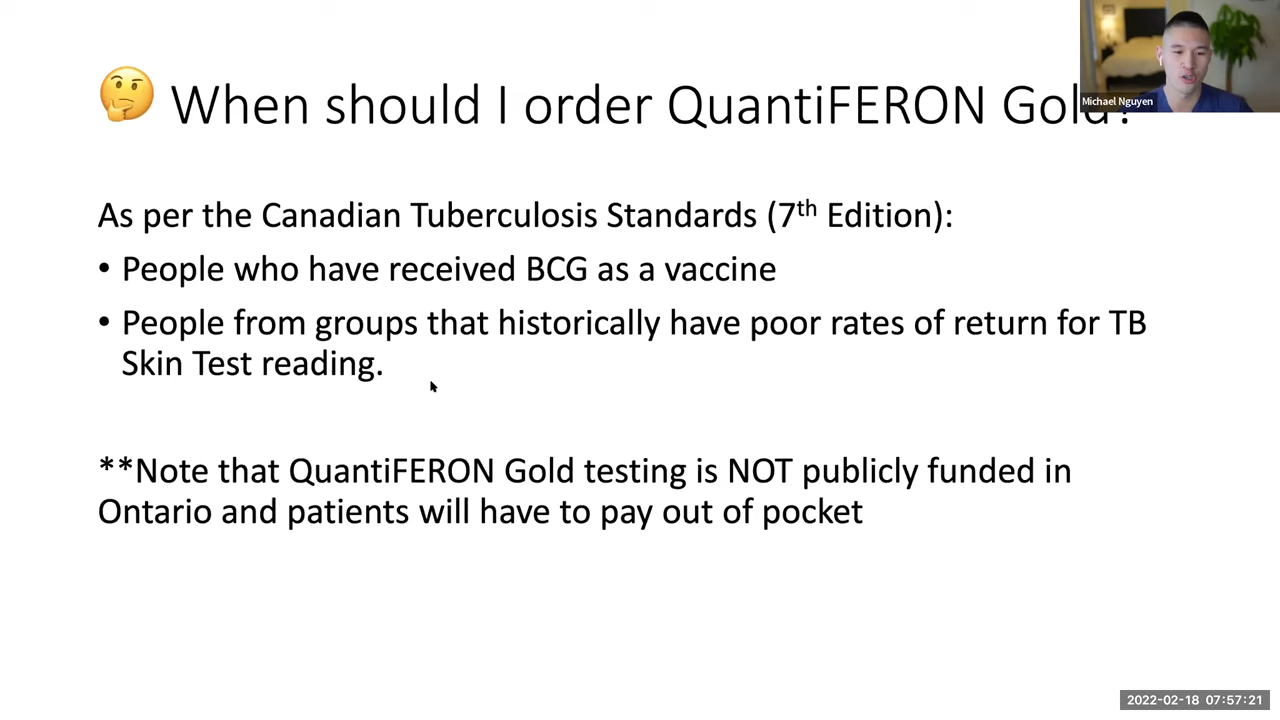 Michael Nguyen
🤔 When should I order QuantiFERON Gold?
As per the Canadian Tuberculosis Standards (7th Edition):
• People who have received BCG as a vaccine
• People from groups that historically have poor rates of return for TB
Skin Test reading.
**Note that QuantiFERON Gold testing is NOT publicly funded in
Ontario and patients will have to pay out of pocket
2022-02-18 07:57:21